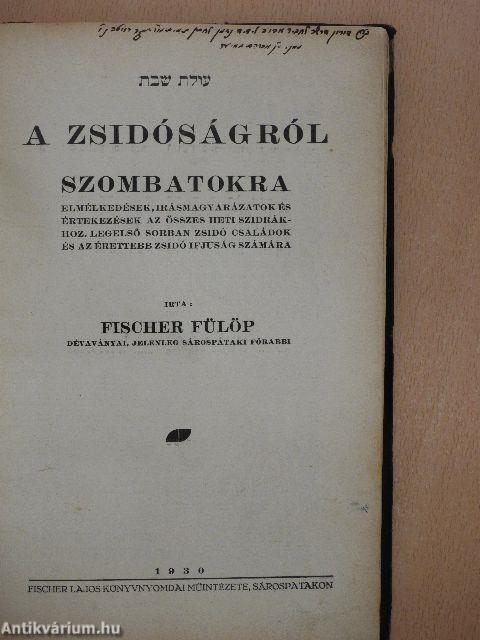 עולת שבת
A ZSIDÓSÁGRÓL
SZOMBATOKRA
ELMÉLKEDÉSEK, IRÁSMAGYARÁZATOK ÉS
ÉRTEKEZÉSEK AZ ÖSSZES HETI SZIDRÁK-
HOZ, LEGELSŐ SORBAN ZSIDÓ CSALÁDOK
ÉS AZ ÉRETTEBB ZSIDÓ IFJUSÁG SZÁMÁRA
IRTA:
FISCHER FÜLÖP
DÉVAVÁNYAI, JELENLEG SÁROSPATAKI FŐRABBI
1930
FISCHER LAJOS KÖNYVNYOMDAI MŰINTÉZETE, SÁROSPATAKON
Antikvárium.hu